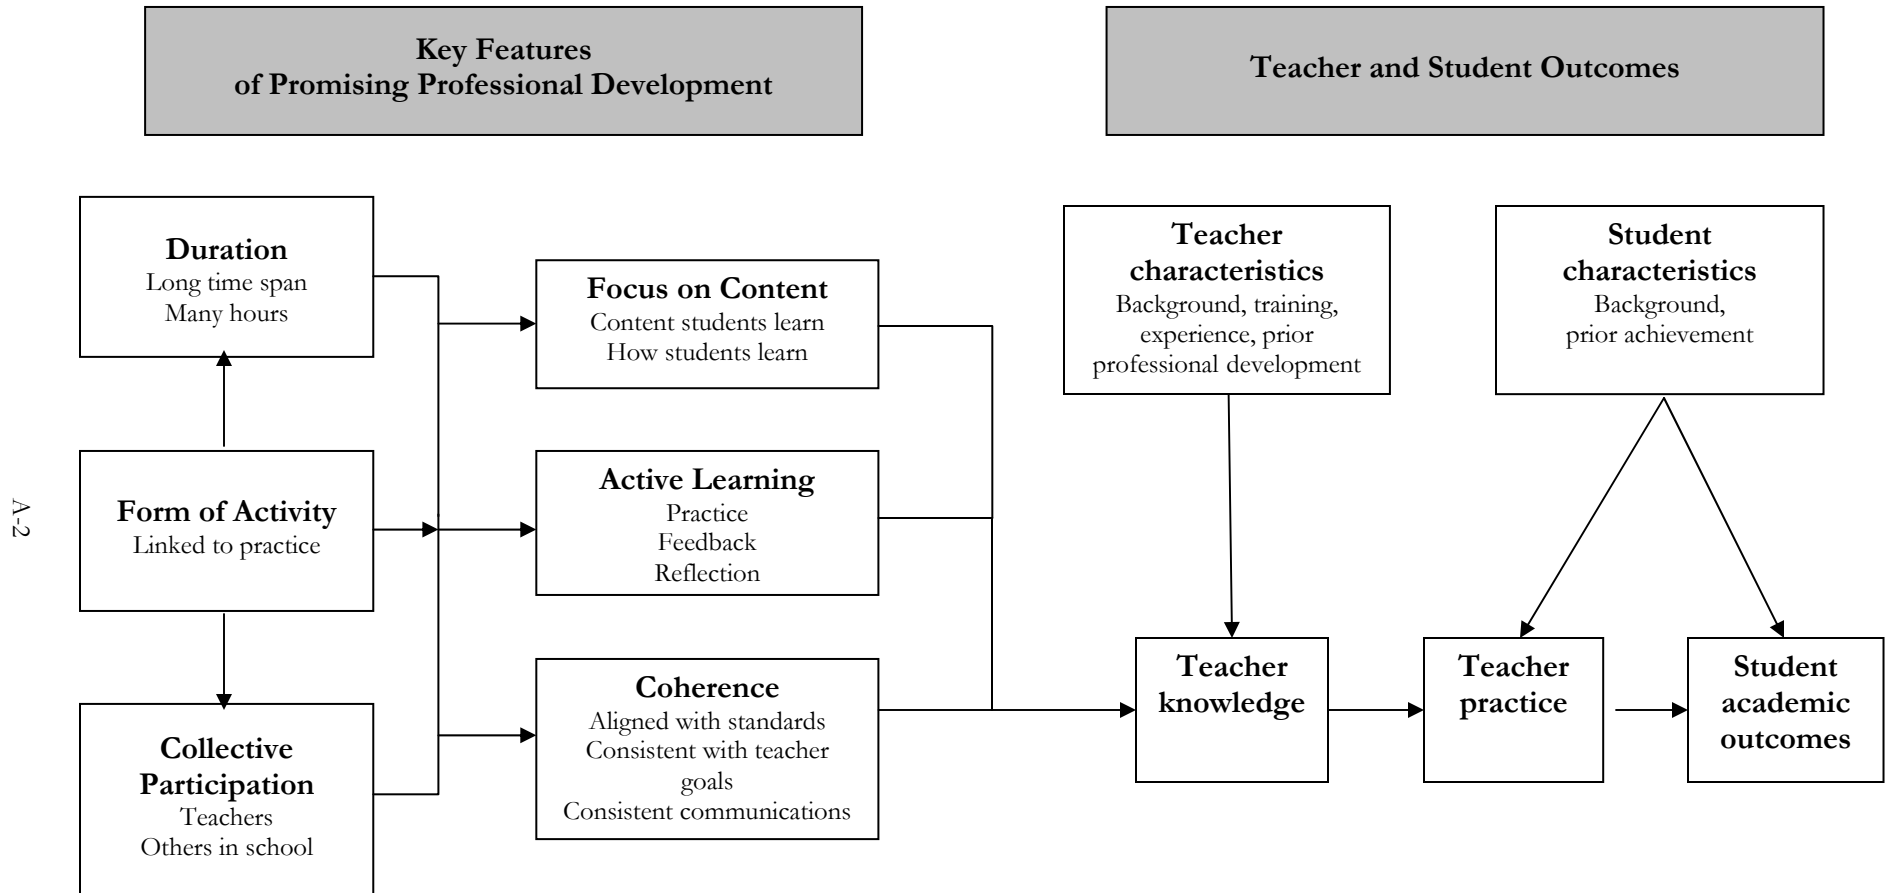 Key Features
of Promising Professional Development
Teacher and Student Outcomes
Duration
Long time span
Many hours
Form of Activity
Linked to practice
Collective
Participation
Teachers
Others in school
Focus on Content
Content students learn
How students learn
Active Learning
Practice
Feedback
Reflection
Coherence
Aligned with standards
Consistent with teacher
goals
Consistent communications
Teacher
characteristics
Background, training,
experience, prior
professional development
Student
characteristics
Background,
prior achievement
Teacher
knowledge
Teacher
practice
Student
academic
outcomes
A-2